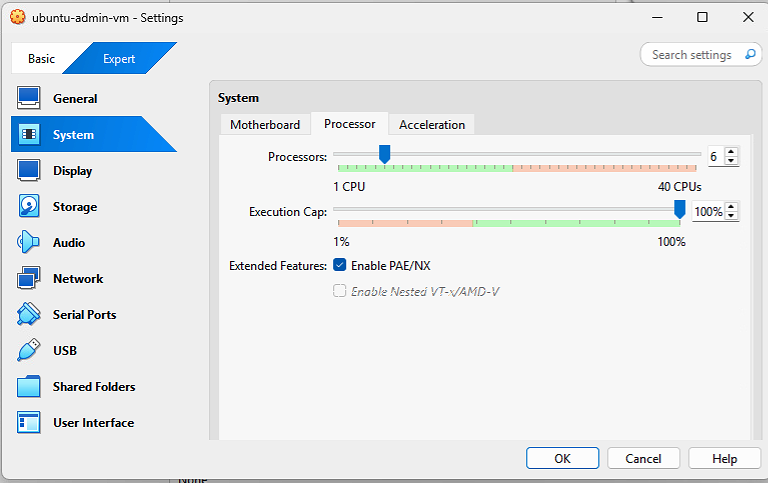 ubuntu-admin-vm - Settings
Basic Expert
Search settings
General
System
Display
Storage
Audio
Network
Serial Ports
USB
Shared Folders
User Interface
System
Motherboard Processor Acceleration
Processors: 6
1 CPU 40 CPUs
Execution Cap: 100%
1% 100%
Extended Features: Enable PAE/NX
Enable Nested VT-x/AMD-V
OK Cancel Help
None